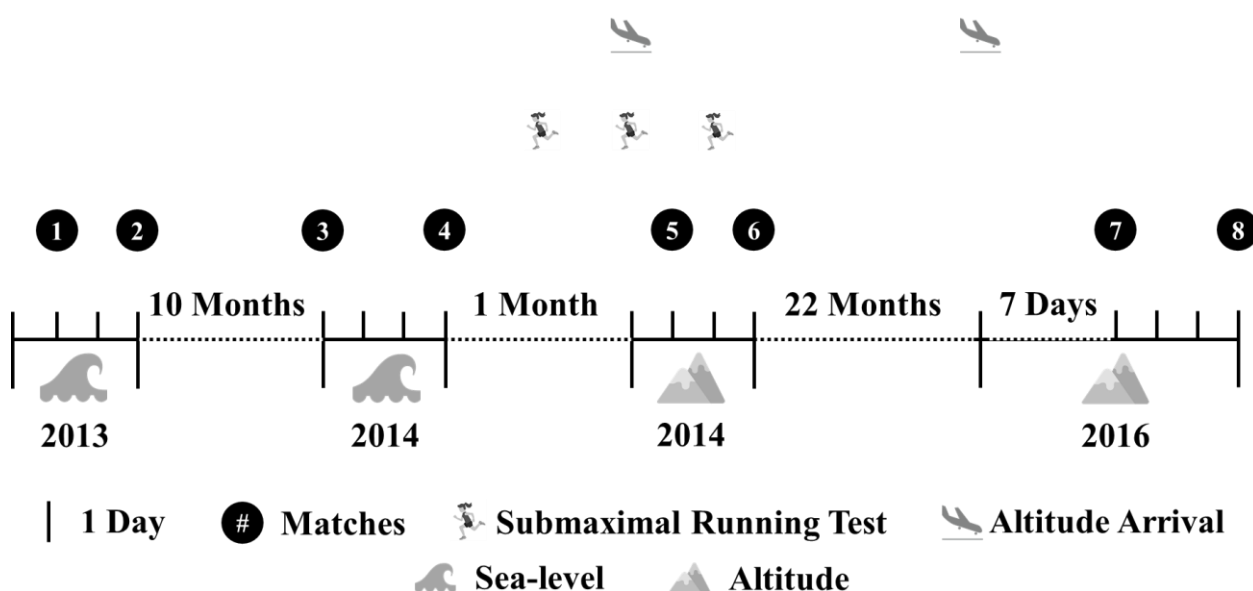 1 2 3 4 5 6 7 8
10 Months 1 Month 22 Months 7 Days
2013 2014 2014 2016
1 Day # Matches Submaximal Running Test Altitude Arrival
Sea-level Altitude